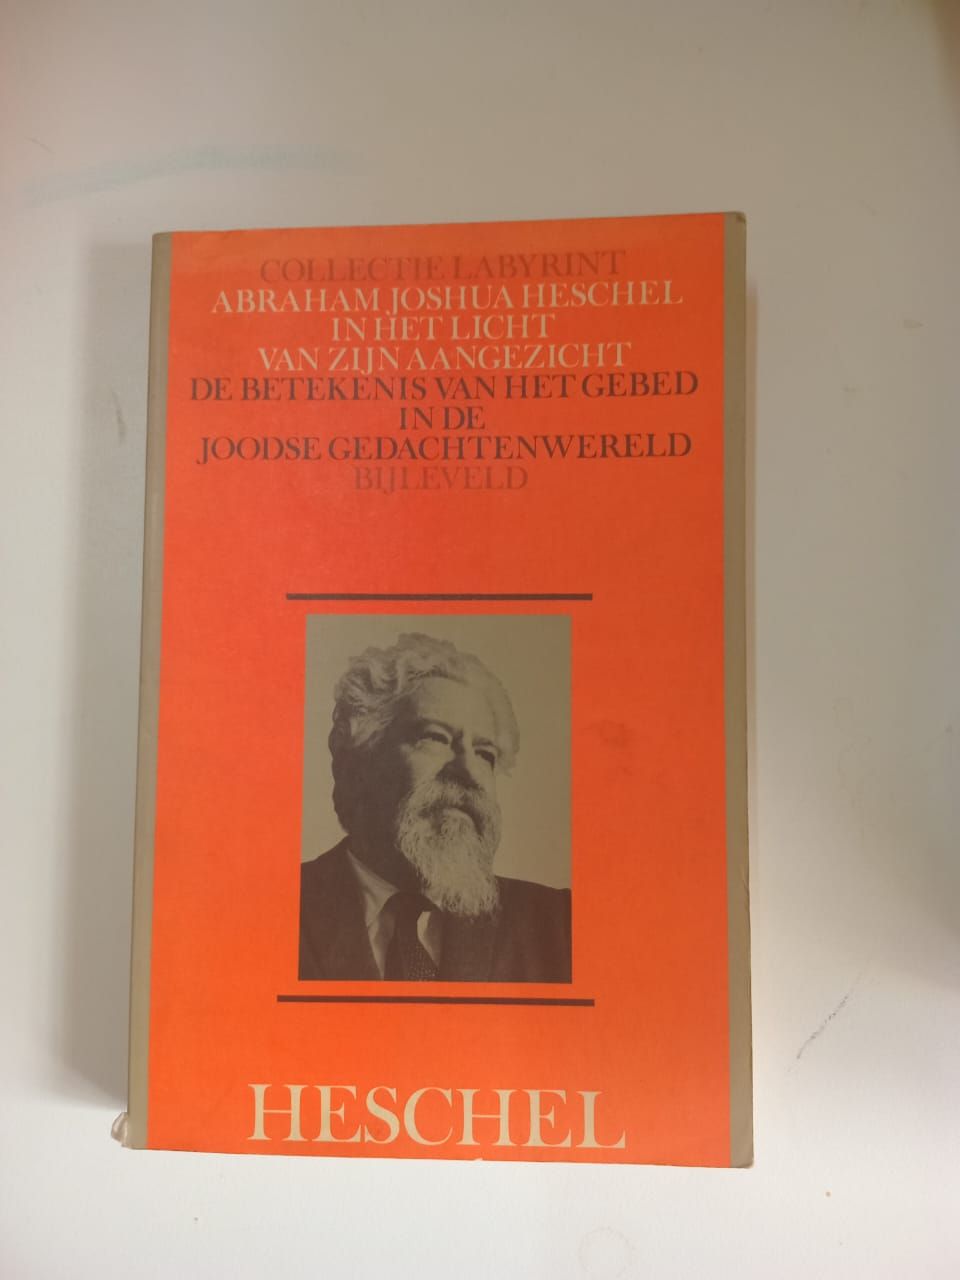 COLLECTIE LABYRINT
ABRAHAM JOSHUA HESCHEL
IN HET LICHT
VAN ZIJN AANGEZICHT
DE BETEKENIS VAN HET GEBED
IN DE
JOODSE GEDACHTENWERELD
BIJLEVELD
HESCHEL